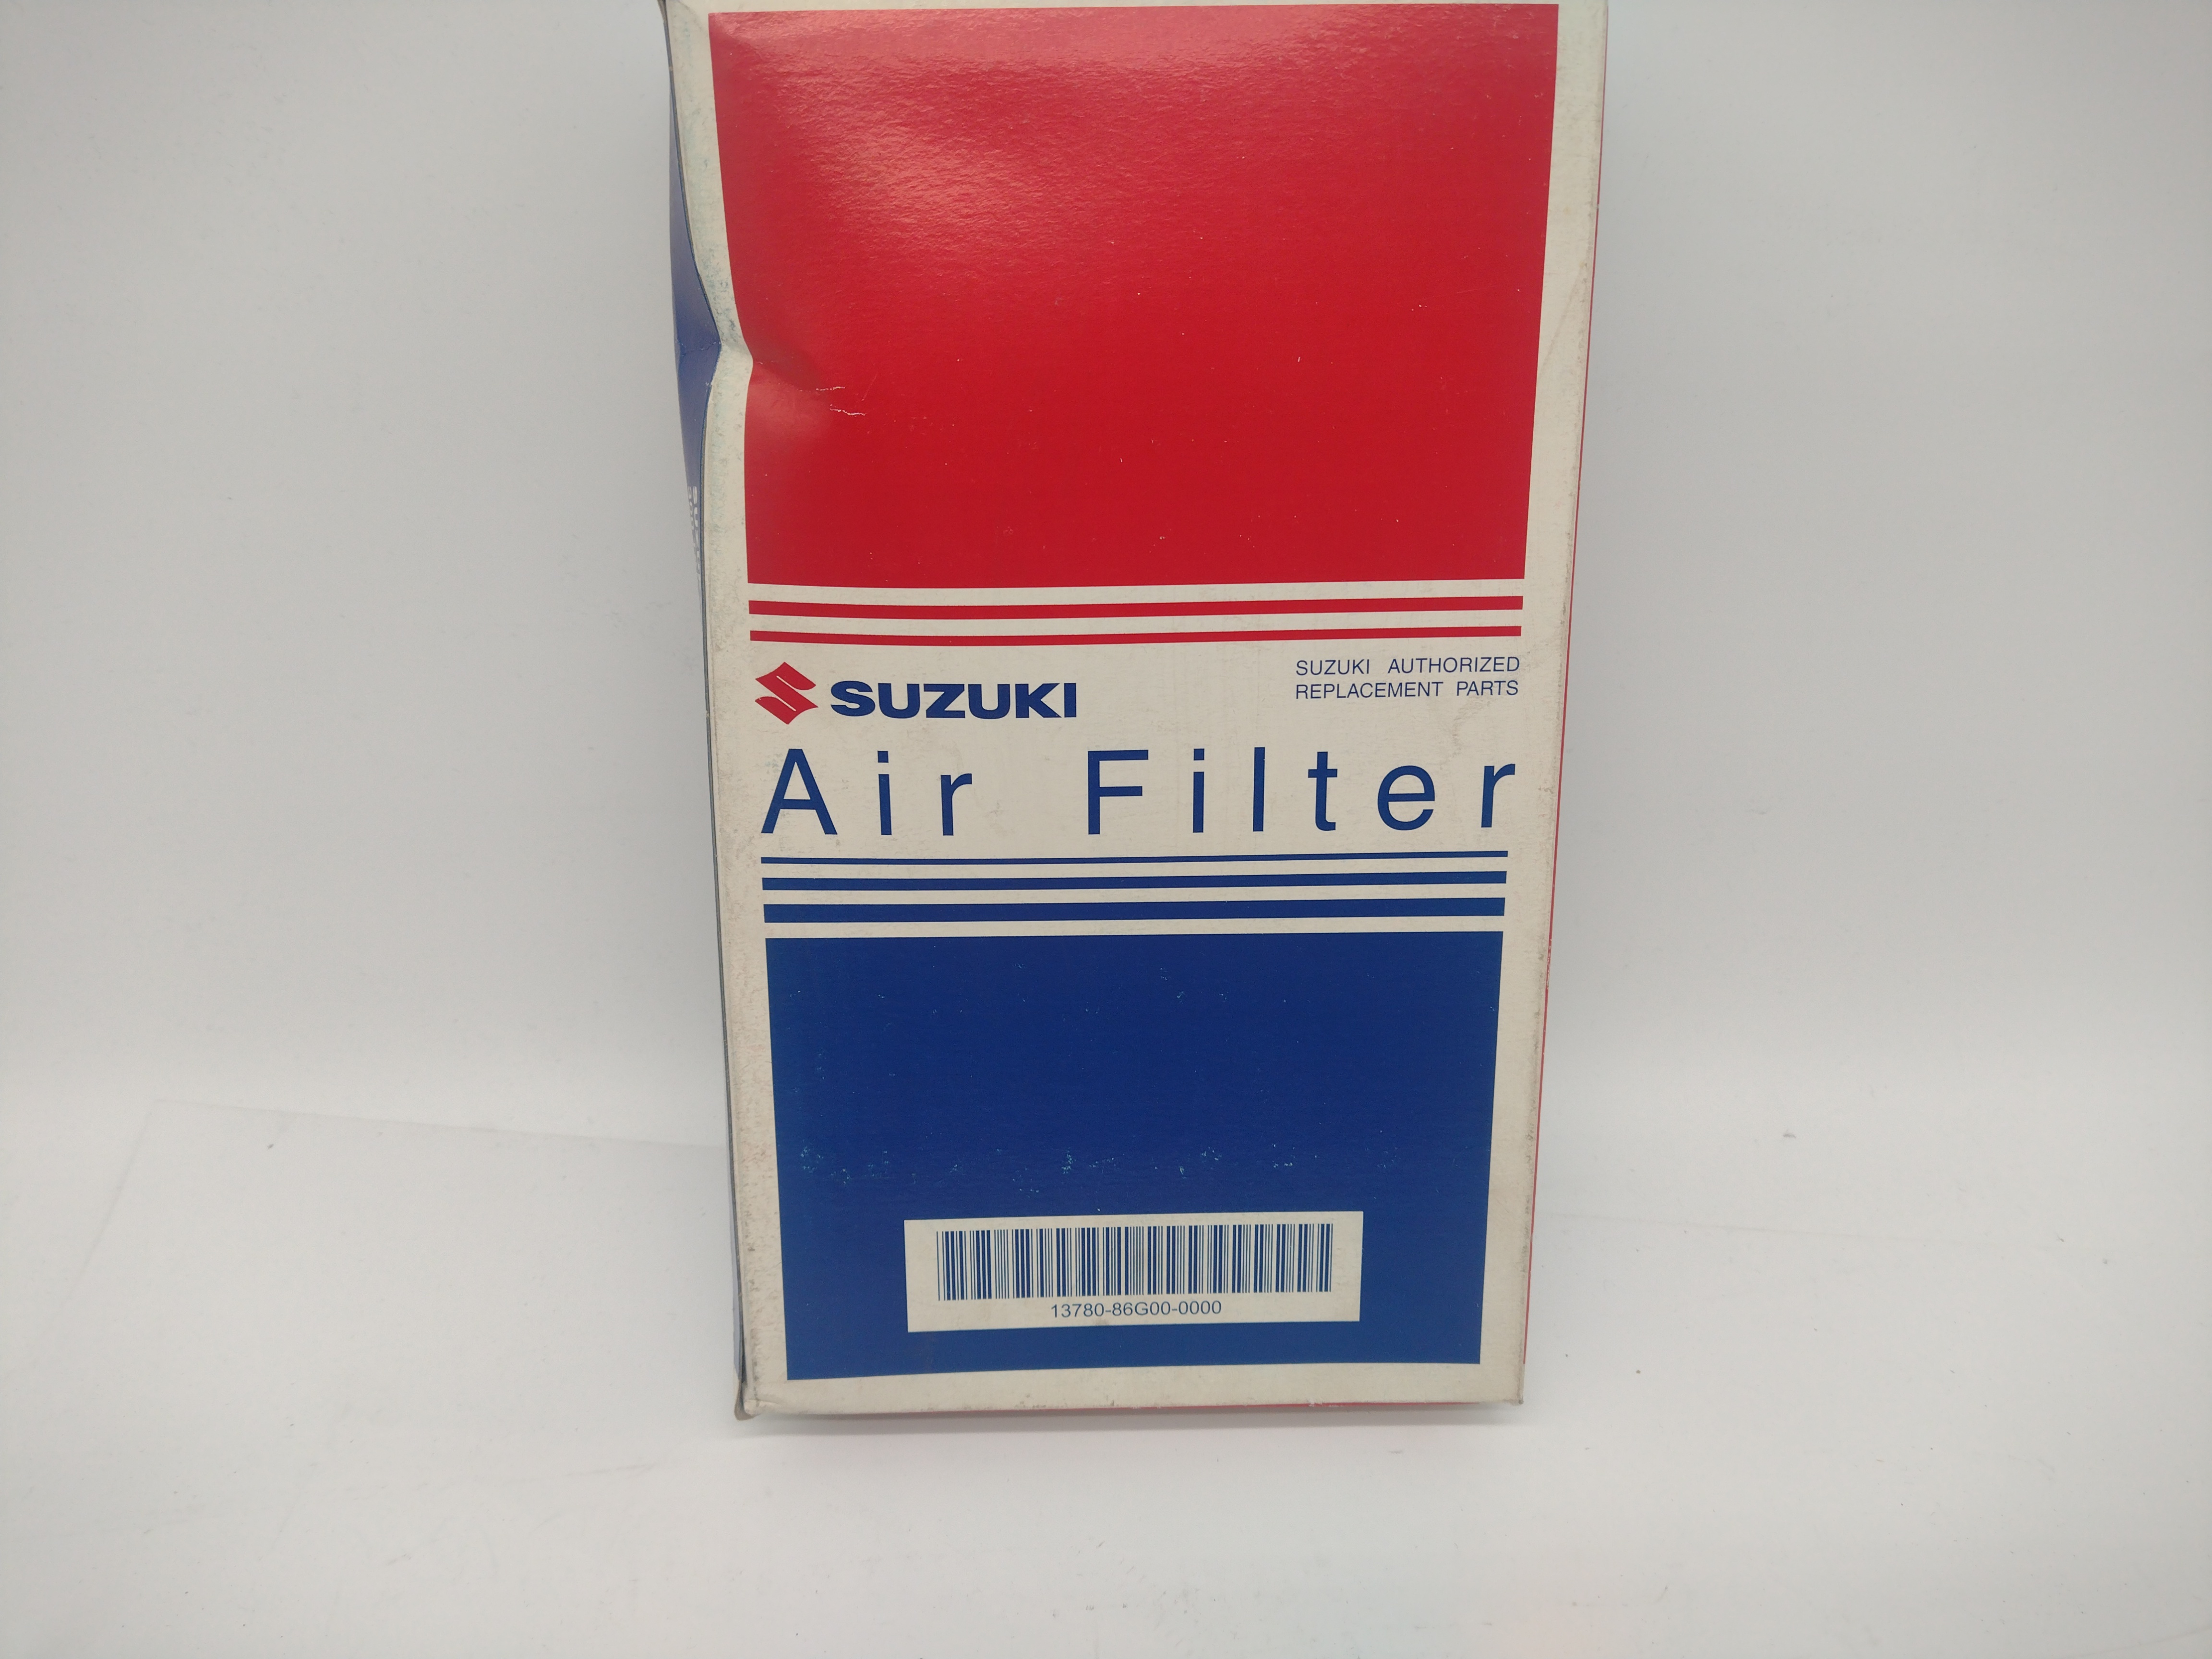 SUZUKI
SUZUKI AUTHORIZED
REPLACEMENT PARTS
Air Filter
13780-86G00-0000